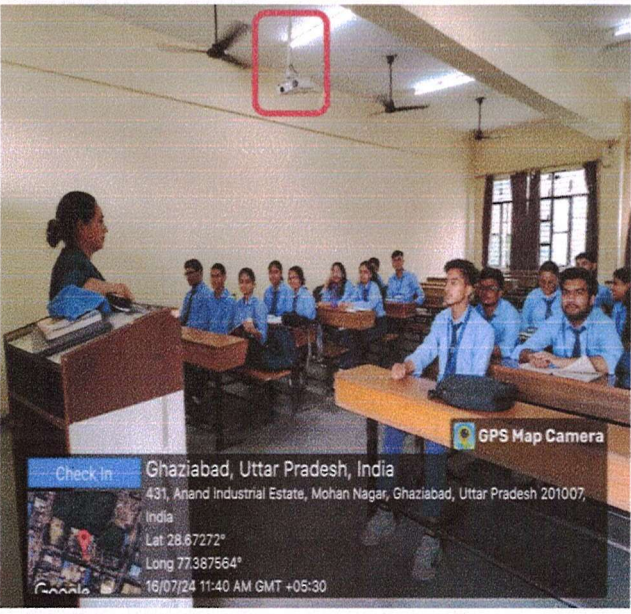 GPS Map Camera
Check In
Ghaziabad, Uttar Pradesh, India
431, Anand Industrial Estate, Mohan Nagar, Ghaziabad, Uttar Pradesh 201007,
India
Lat 28.67272°
Long 77.387564°
16/07/24 11:40 AM GMT +05:30
Google